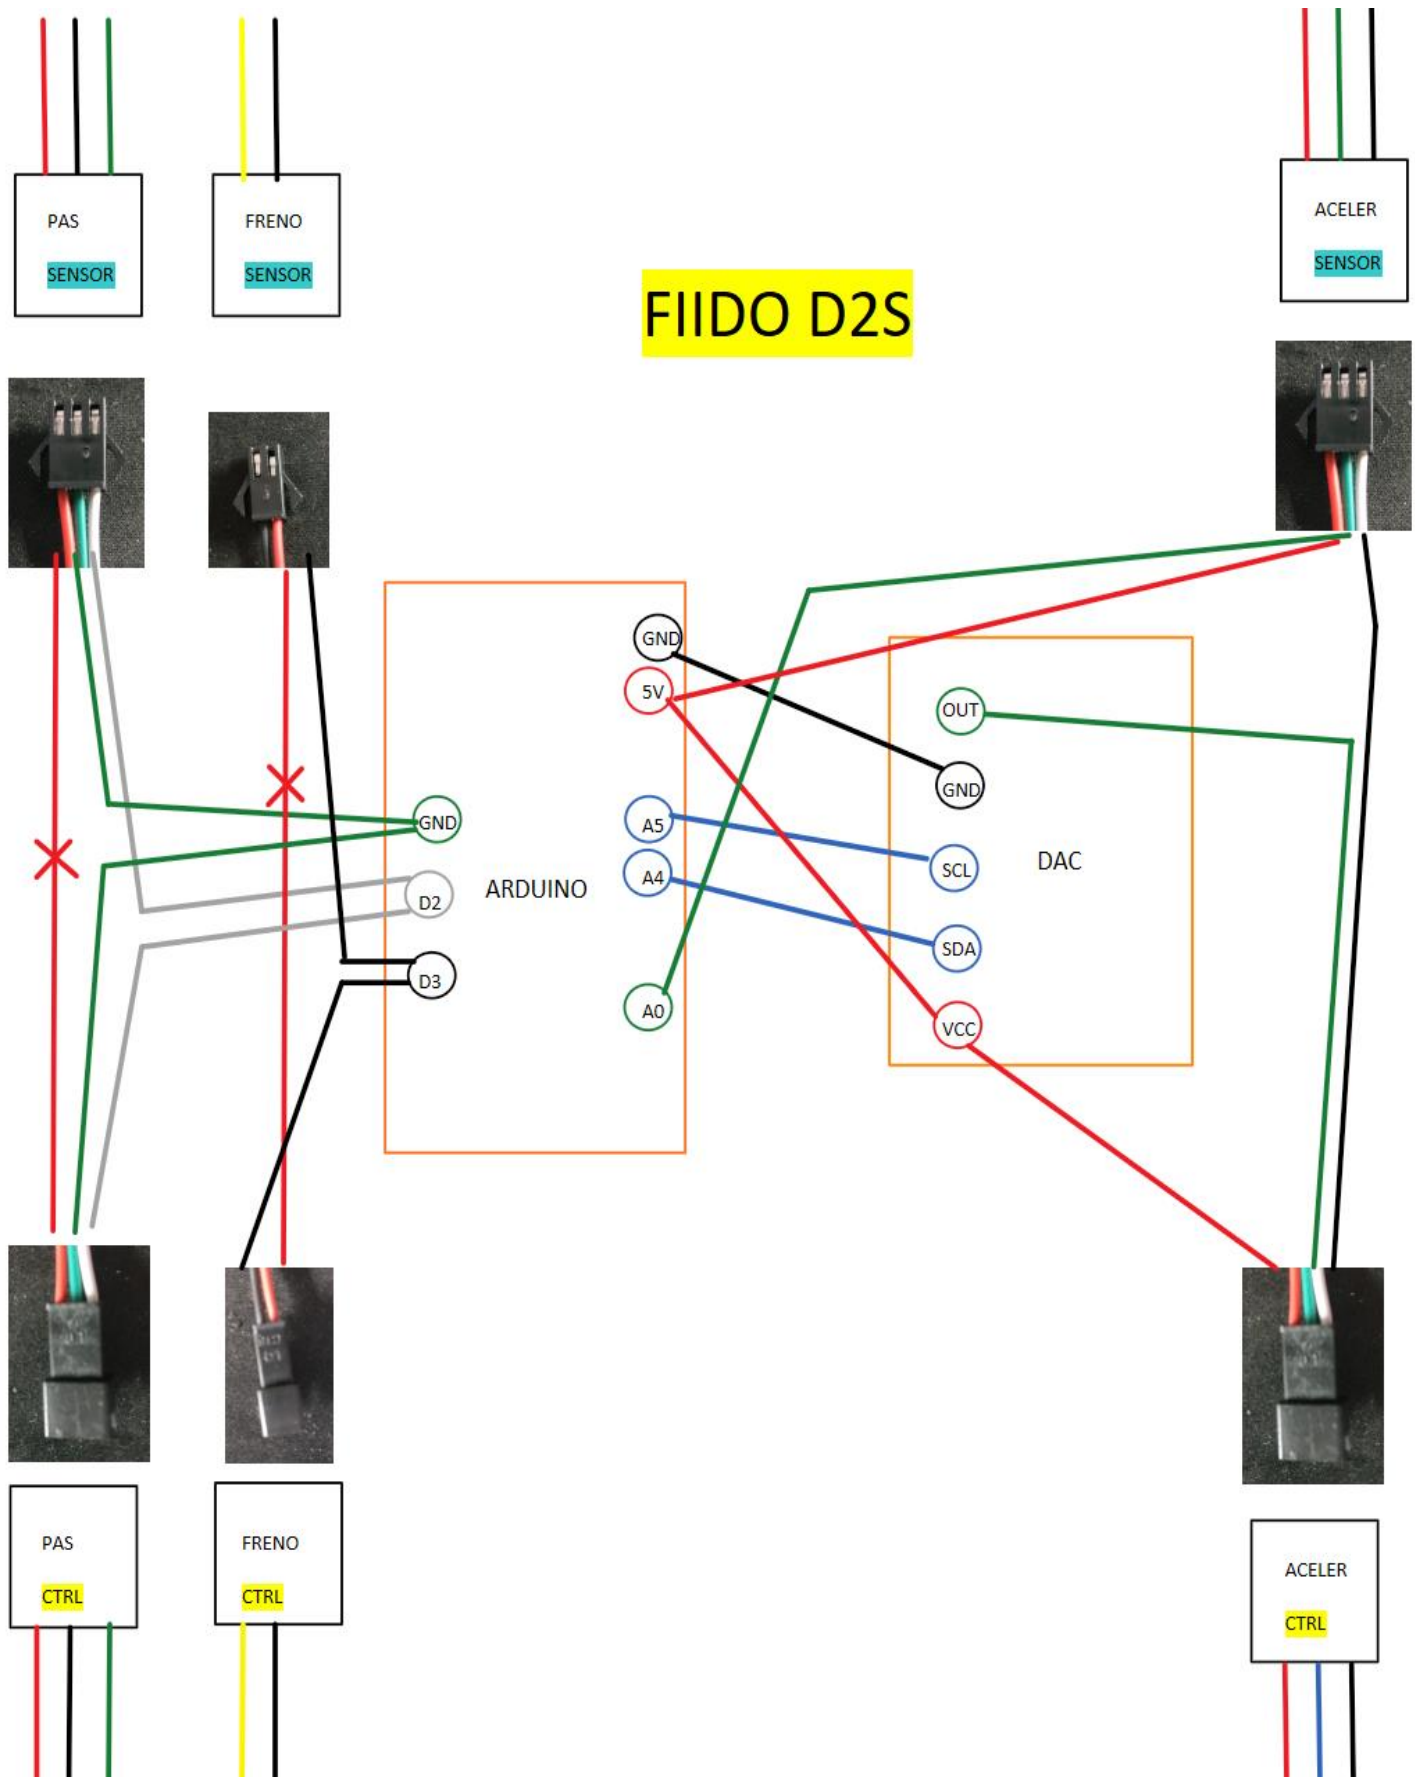 PAS
SENSOR
FRENO
SENSOR
ACELER
SENSOR
FIIDO D2S
GND
5V
OUT
GND
GND
A5
SCL
DAC
A4
D2
ARDUINO
SDA
D3
A0
VCC
PAS
CTRL
FRENO
CTRL
ACELER
CTRL